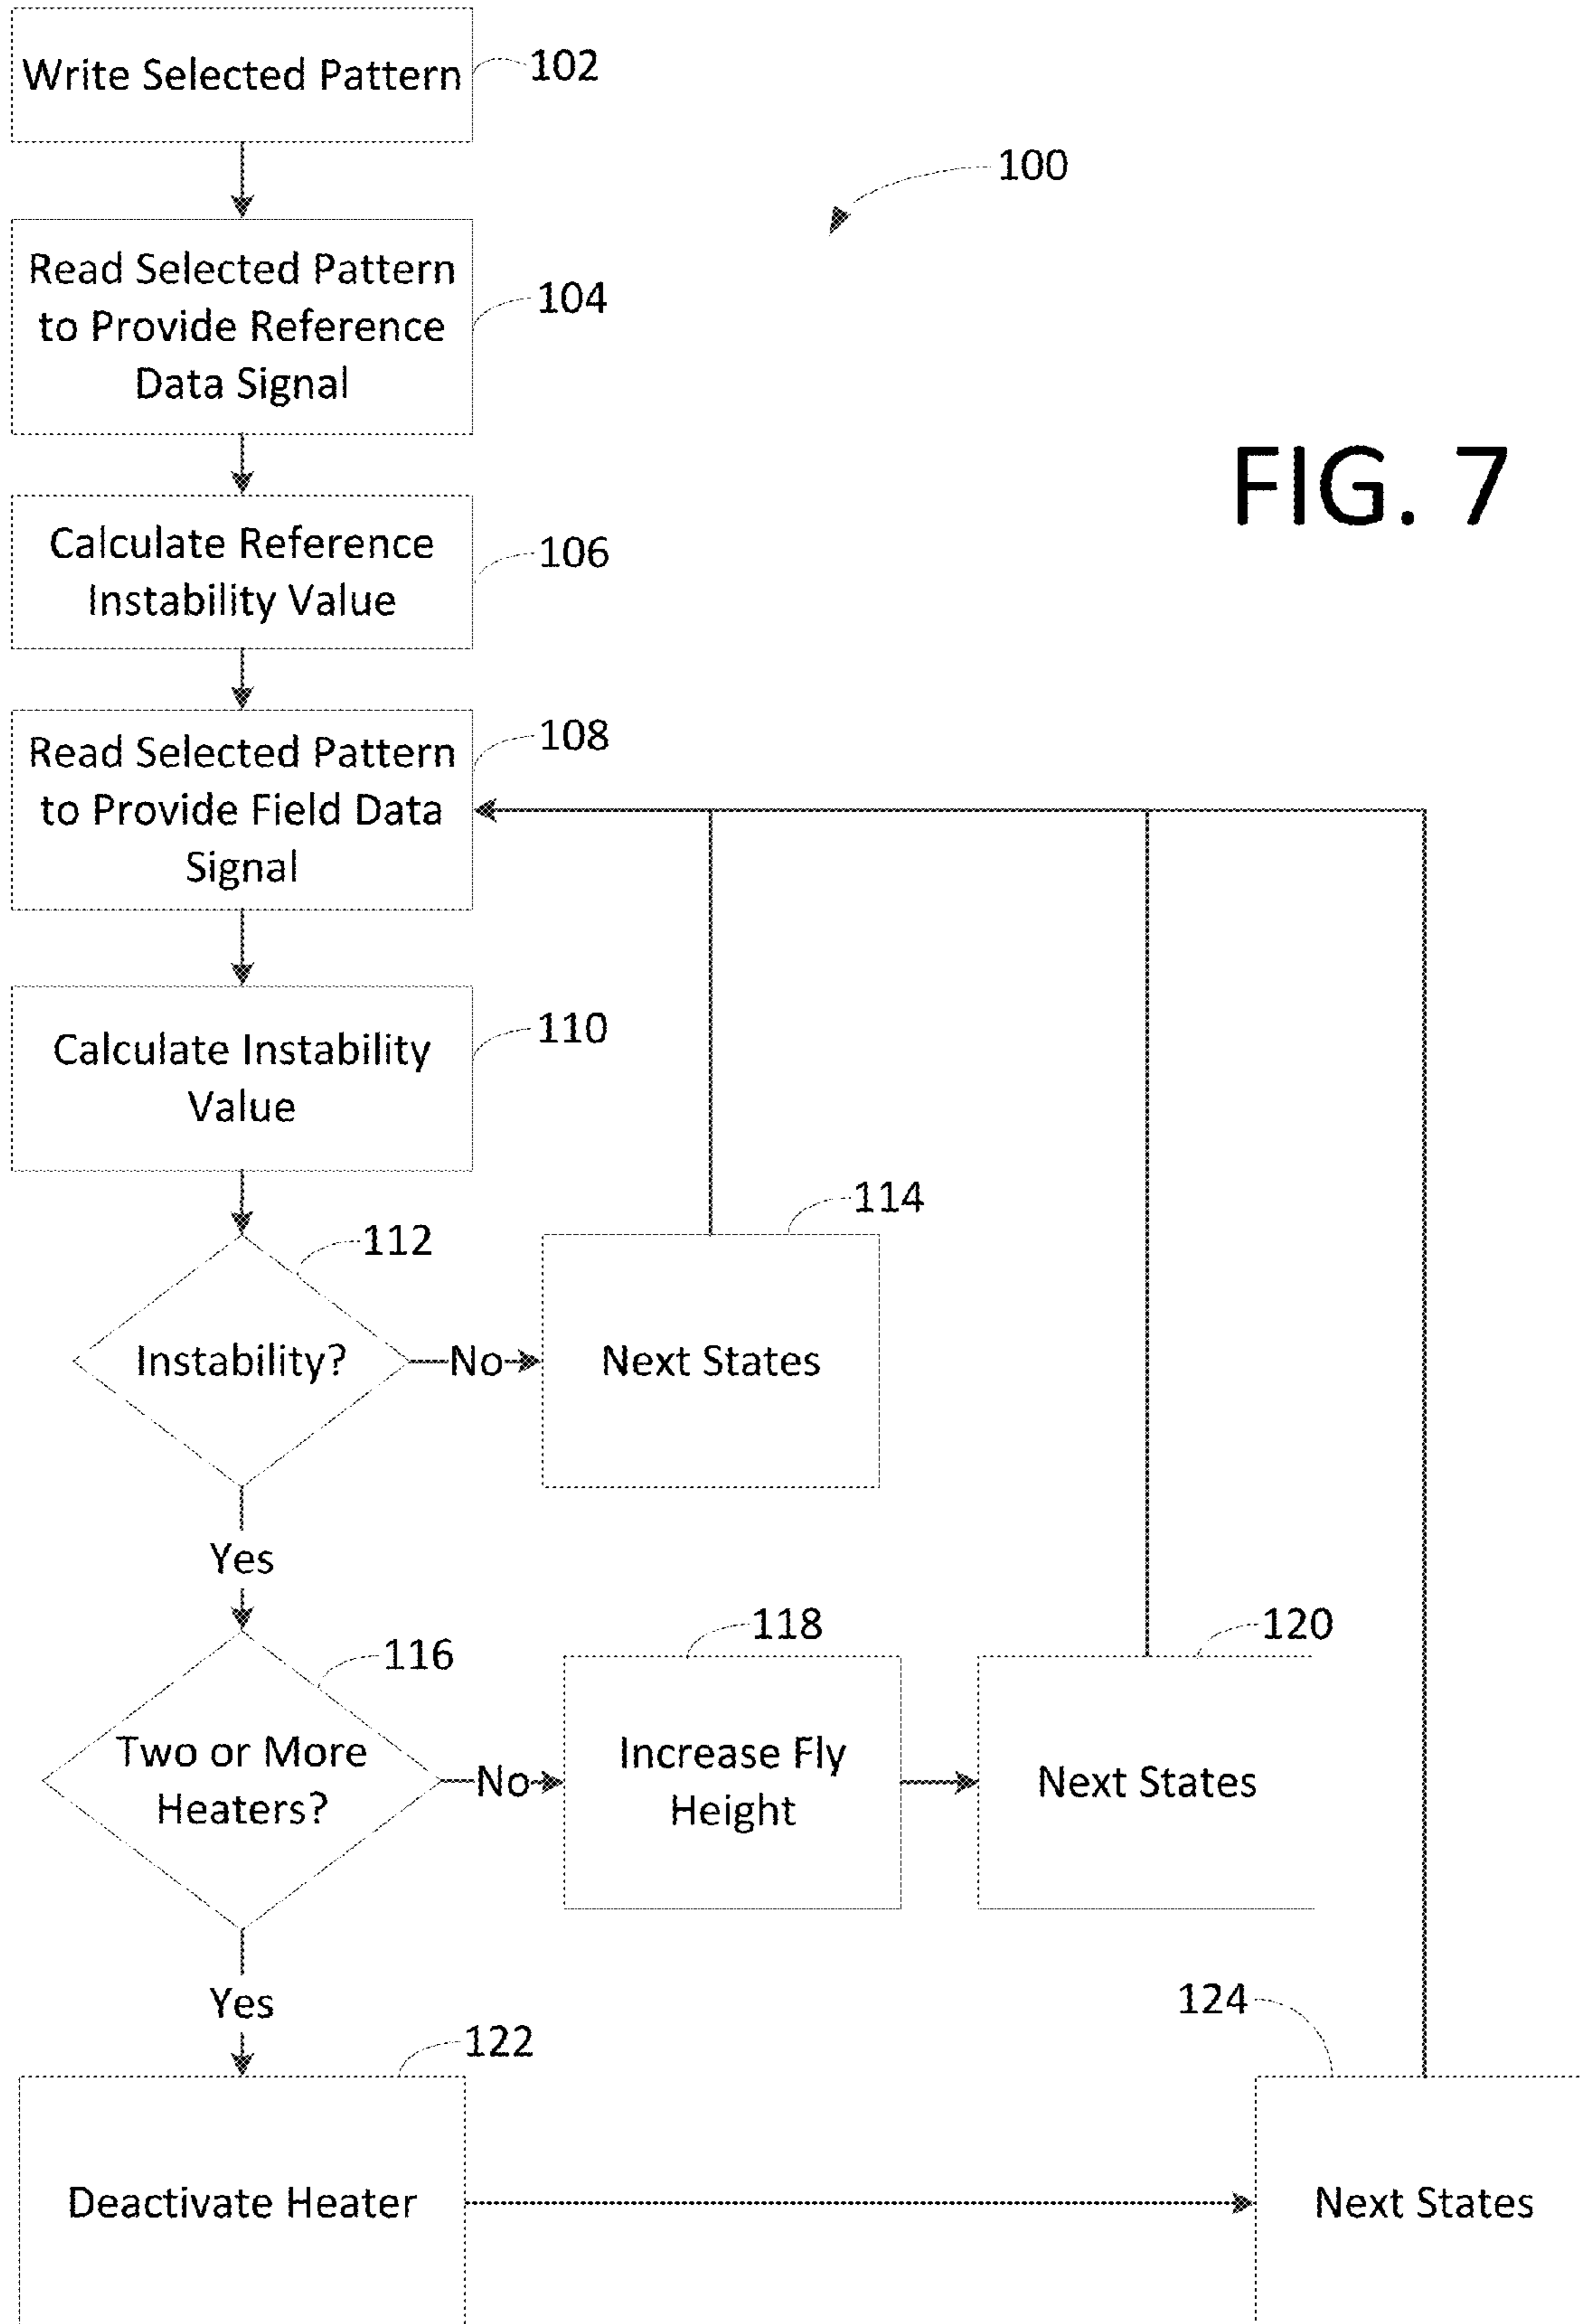 Write Selected Pattern
102
100
Read Selected Pattern
to Provide Reference
Data Signal
104
FIG. 7
Calculate Reference
Instability Value
106
Read Selected Pattern
to Provide Field Data
Signal
108
Calculate Instability
Value
110
112
114
Instability?
No
Next States
Yes
116
118
120
Two or More
Heaters?
No
Increase Fly
Height
Next States
Yes
122
124
Deactivate Heater
Next States